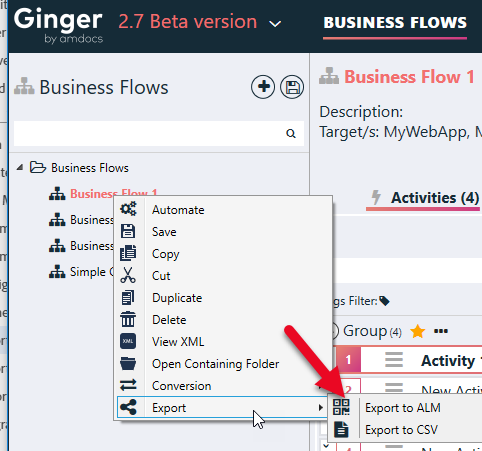 Ginger
by amdocs
2.7 Beta version
BUSINESS FLOWS
Business Flows
Business Flow 1
Description:
Target/s: MyWebApp,
Business Flows
Business Flow 1
Business
Business
Simple
Activities (4)
Automate
Save
Copy
Cut
Duplicate
Delete
View XML
Open Containing Folder
Conversion
Export
gs Filter:
Group (4)
1
Activity
2
New Acti
XML
Export to ALM
Export to CSV
New Acti